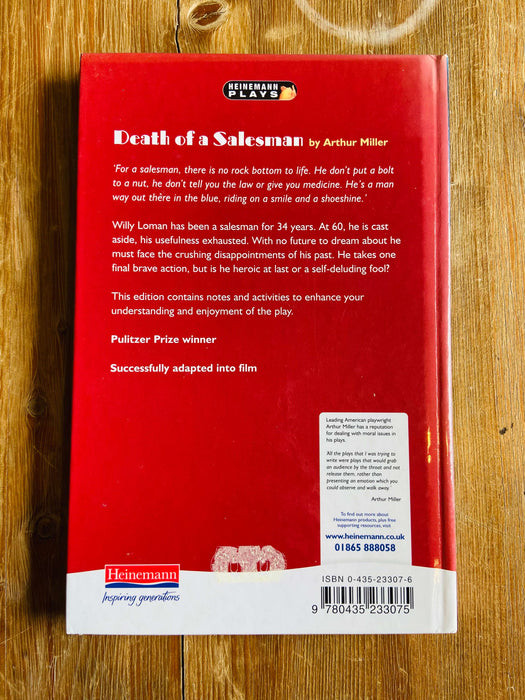 HEINEMANN
PLAYS
Death of a Salesman by Arthur Miller
'For a salesman, there is no rock bottom to life. He don't put a bolt
to a nut, he don't tell you the law or give you medicine. He's a man
way out there in the blue, riding on a smile and a shoeshine.'
Willy Loman has been a salesman for 34 years. At 60, he is cast
aside, his usefulness exhausted. With no future to dream about he
must face the crushing disappointments of his past. He takes one
final brave action, but is he heroic at last or a self-deluding fool?
This edition contains notes and activities to enhance your
understanding and enjoyment of the play.
Pulitzer Prize winner
Successfully adapted into film
Leading American playwright
Arthur Miller has a reputation
for dealing with moral issues in
his plays.
All the plays that I was trying to
write were plays that would grab
an audience by the throat and not
release them, rather than
presenting an emotion which you
could observe and walk away.
Arthur Miller
To find out more about
Heinemann products, plus free
supporting resources, visit
www.heinemann.co.uk
01865 888058
Heinemann
Inspiring generations
ISBN 0-435-23307-6
9 780435 233075